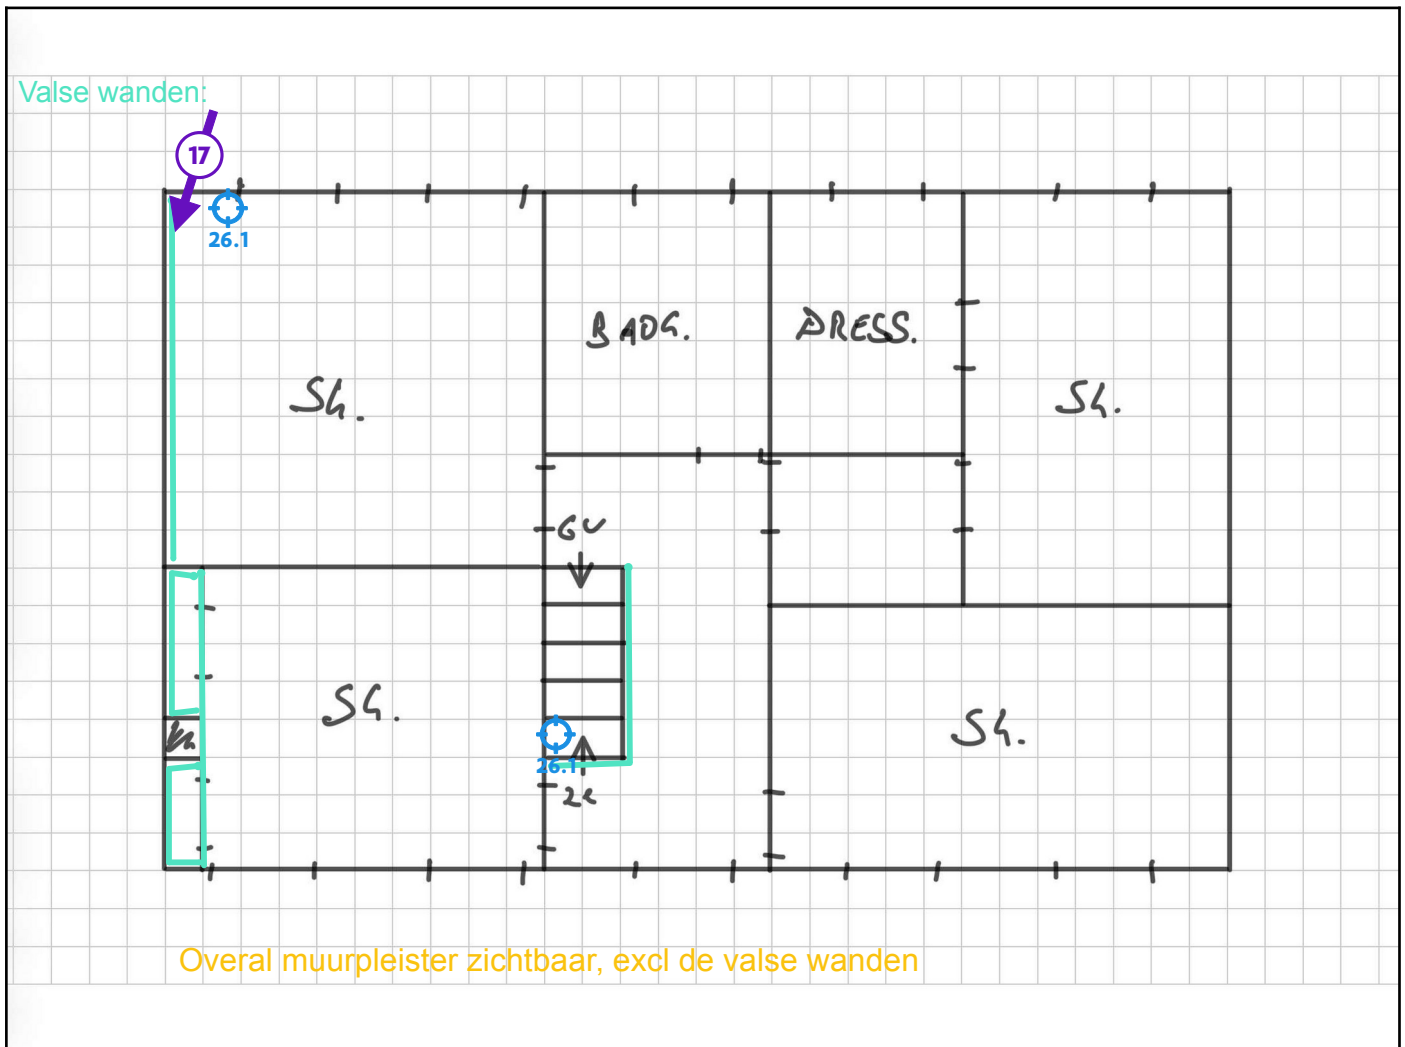 Valse wanden:
17
26.1
BADG.
DRESS.
Sk.
Sk.
GV
Sk.
Sk.
26.1
2e
Overal muurpleister zichtbaar, excl de valse wanden